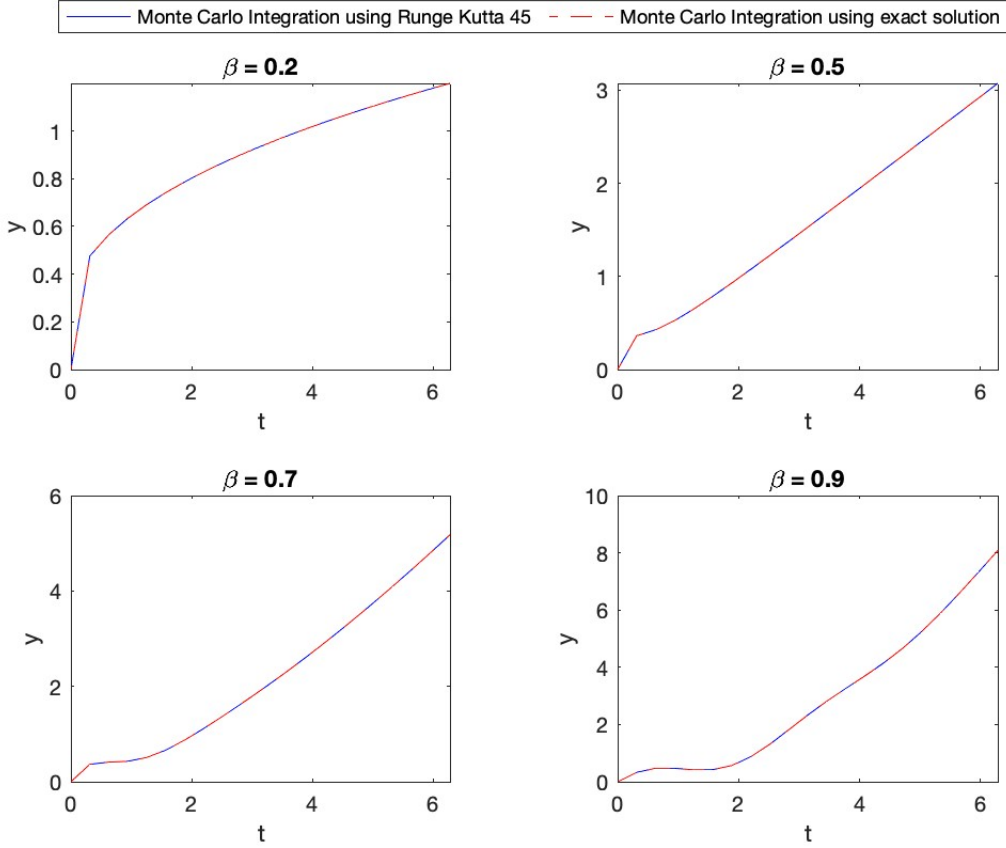 Monte Carlo Integration using Runge Kutta 45 Monte Carlo Integration using exact solution
β = 0.2
y
1
0.8
0.6
0.4
0.2
0
0 2 4 6
t
β = 0.5
y
3
2
1
0
0 2 4 6
t
β = 0.7
y
6
4
2
0
0 2 4 6
t
β = 0.9
y
10
8
6
4
2
0
0 2 4 6
t